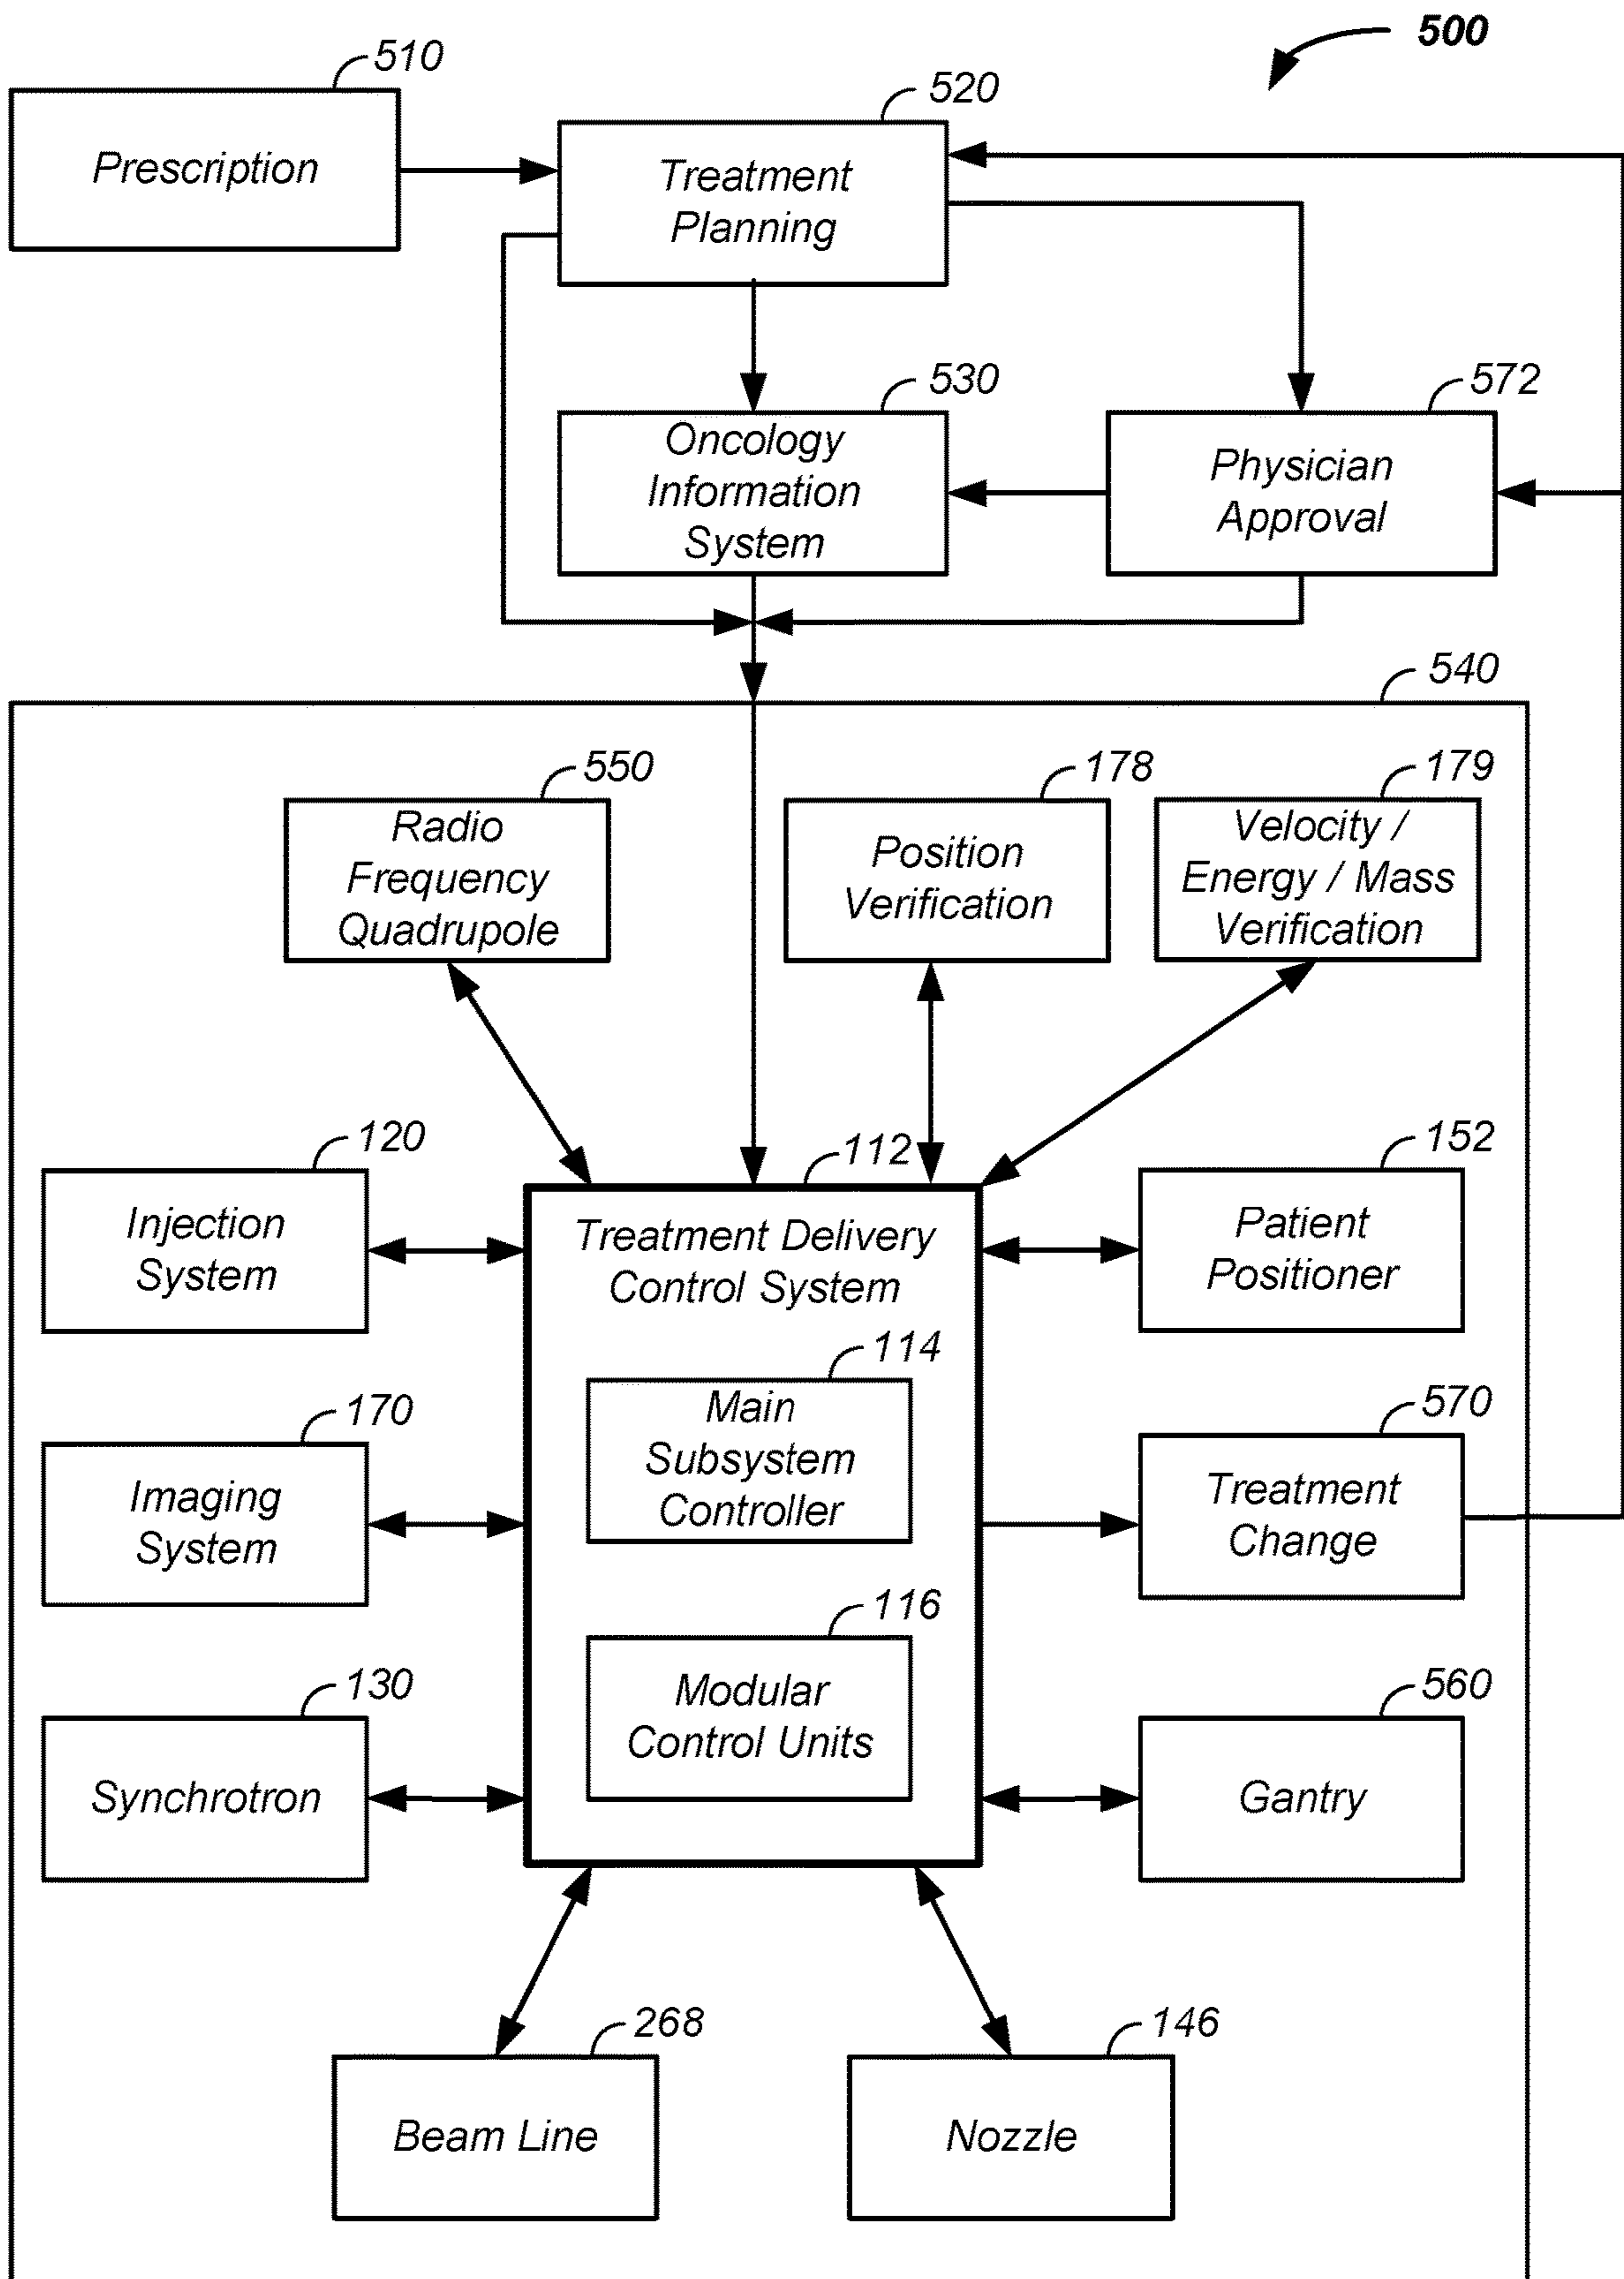 500
510
Prescription
520
Treatment
Planning
530
Oncology
Information
System
572
Physician
Approval
540
550
Radio
Frequency
Quadrupole
178
Position
Verification
179
Velocity /
Energy / Mass
Verification
120
Injection
System
112
Treatment Delivery
Control System
152
Patient
Positioner
114
Main
Subsystem
Controller
170
Imaging
System
570
Treatment
Change
116
Modular
Control Units
130
Synchrotron
560
Gantry
268
Beam Line
146
Nozzle